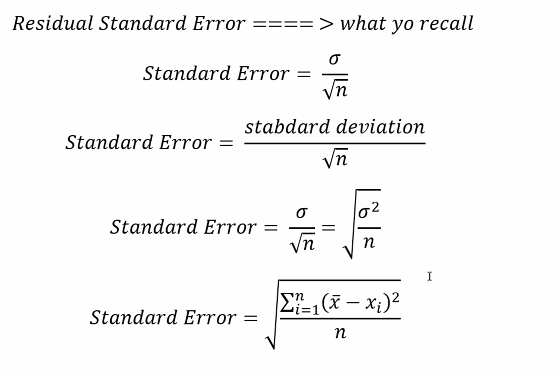 Residual Standard Error ==== > what yo recall
Standard Error = σ/√n
Standard Error = stabdard deviation/√n
Standard Error = σ/√n = √(σ²/n)
Standard Error = √(∑ᵢ₌₁ⁿ(x̄ − xᵢ)²/n)